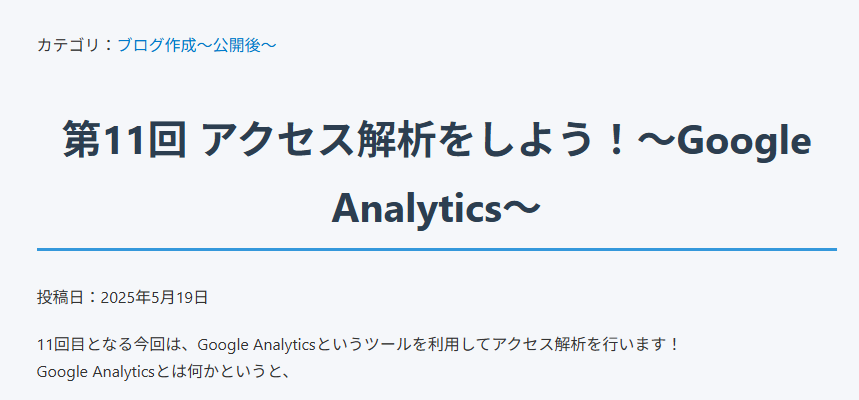 カテゴリ：ブログ作成～公開後～
第11回 アクセス解析をしよう！～Google
Analytics～
投稿日：2025年5月19日
11回目となる今回は、Google Analyticsというツールを利用してアクセス解析を行います！
Google Analyticsとは何かというと、